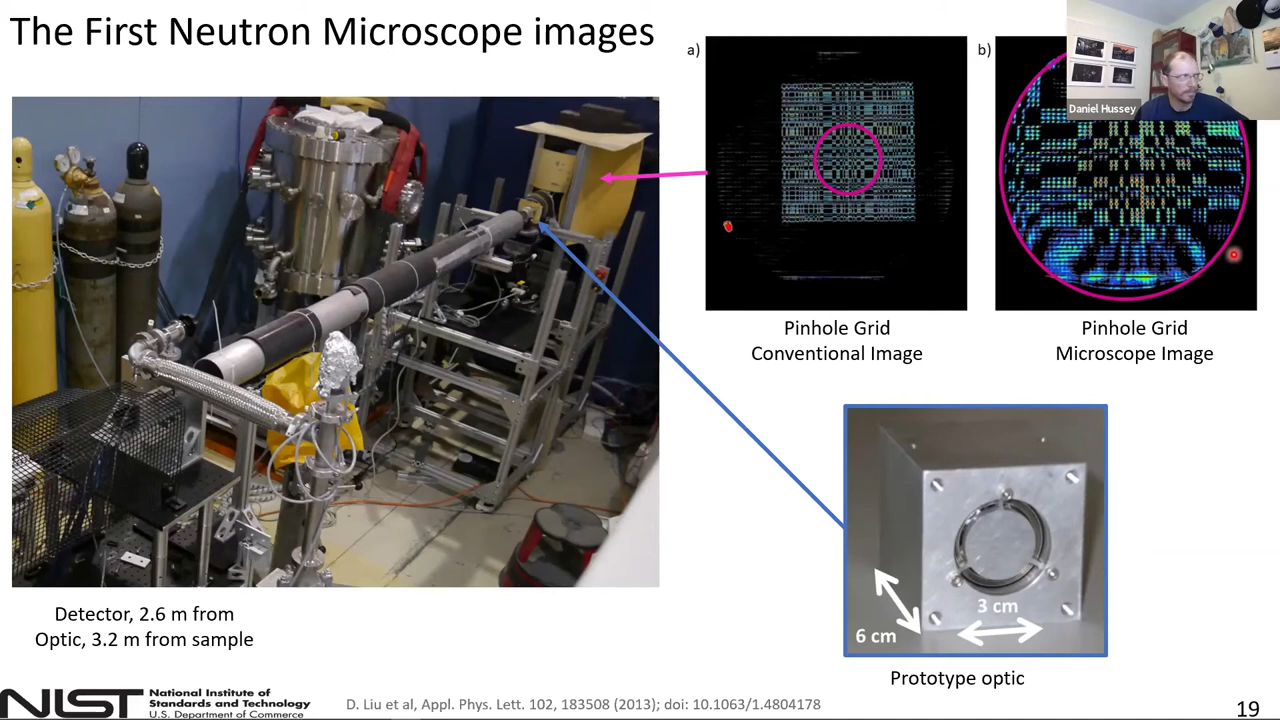 The First Neutron Microscope images
a)
b)
Daniel Hussey
Pinhole Grid
Conventional Image
Pinhole Grid
Microscope Image
3 cm
6 cm
Prototype optic
Detector, 2.6 m from
Optic, 3.2 m from sample
NIST
National Institute of
Standards and Technology
U.S. Department of Commerce
D. Liu et al, Appl. Phys. Lett. 102, 183508 (2013); doi: 10.1063/1.4804178
19